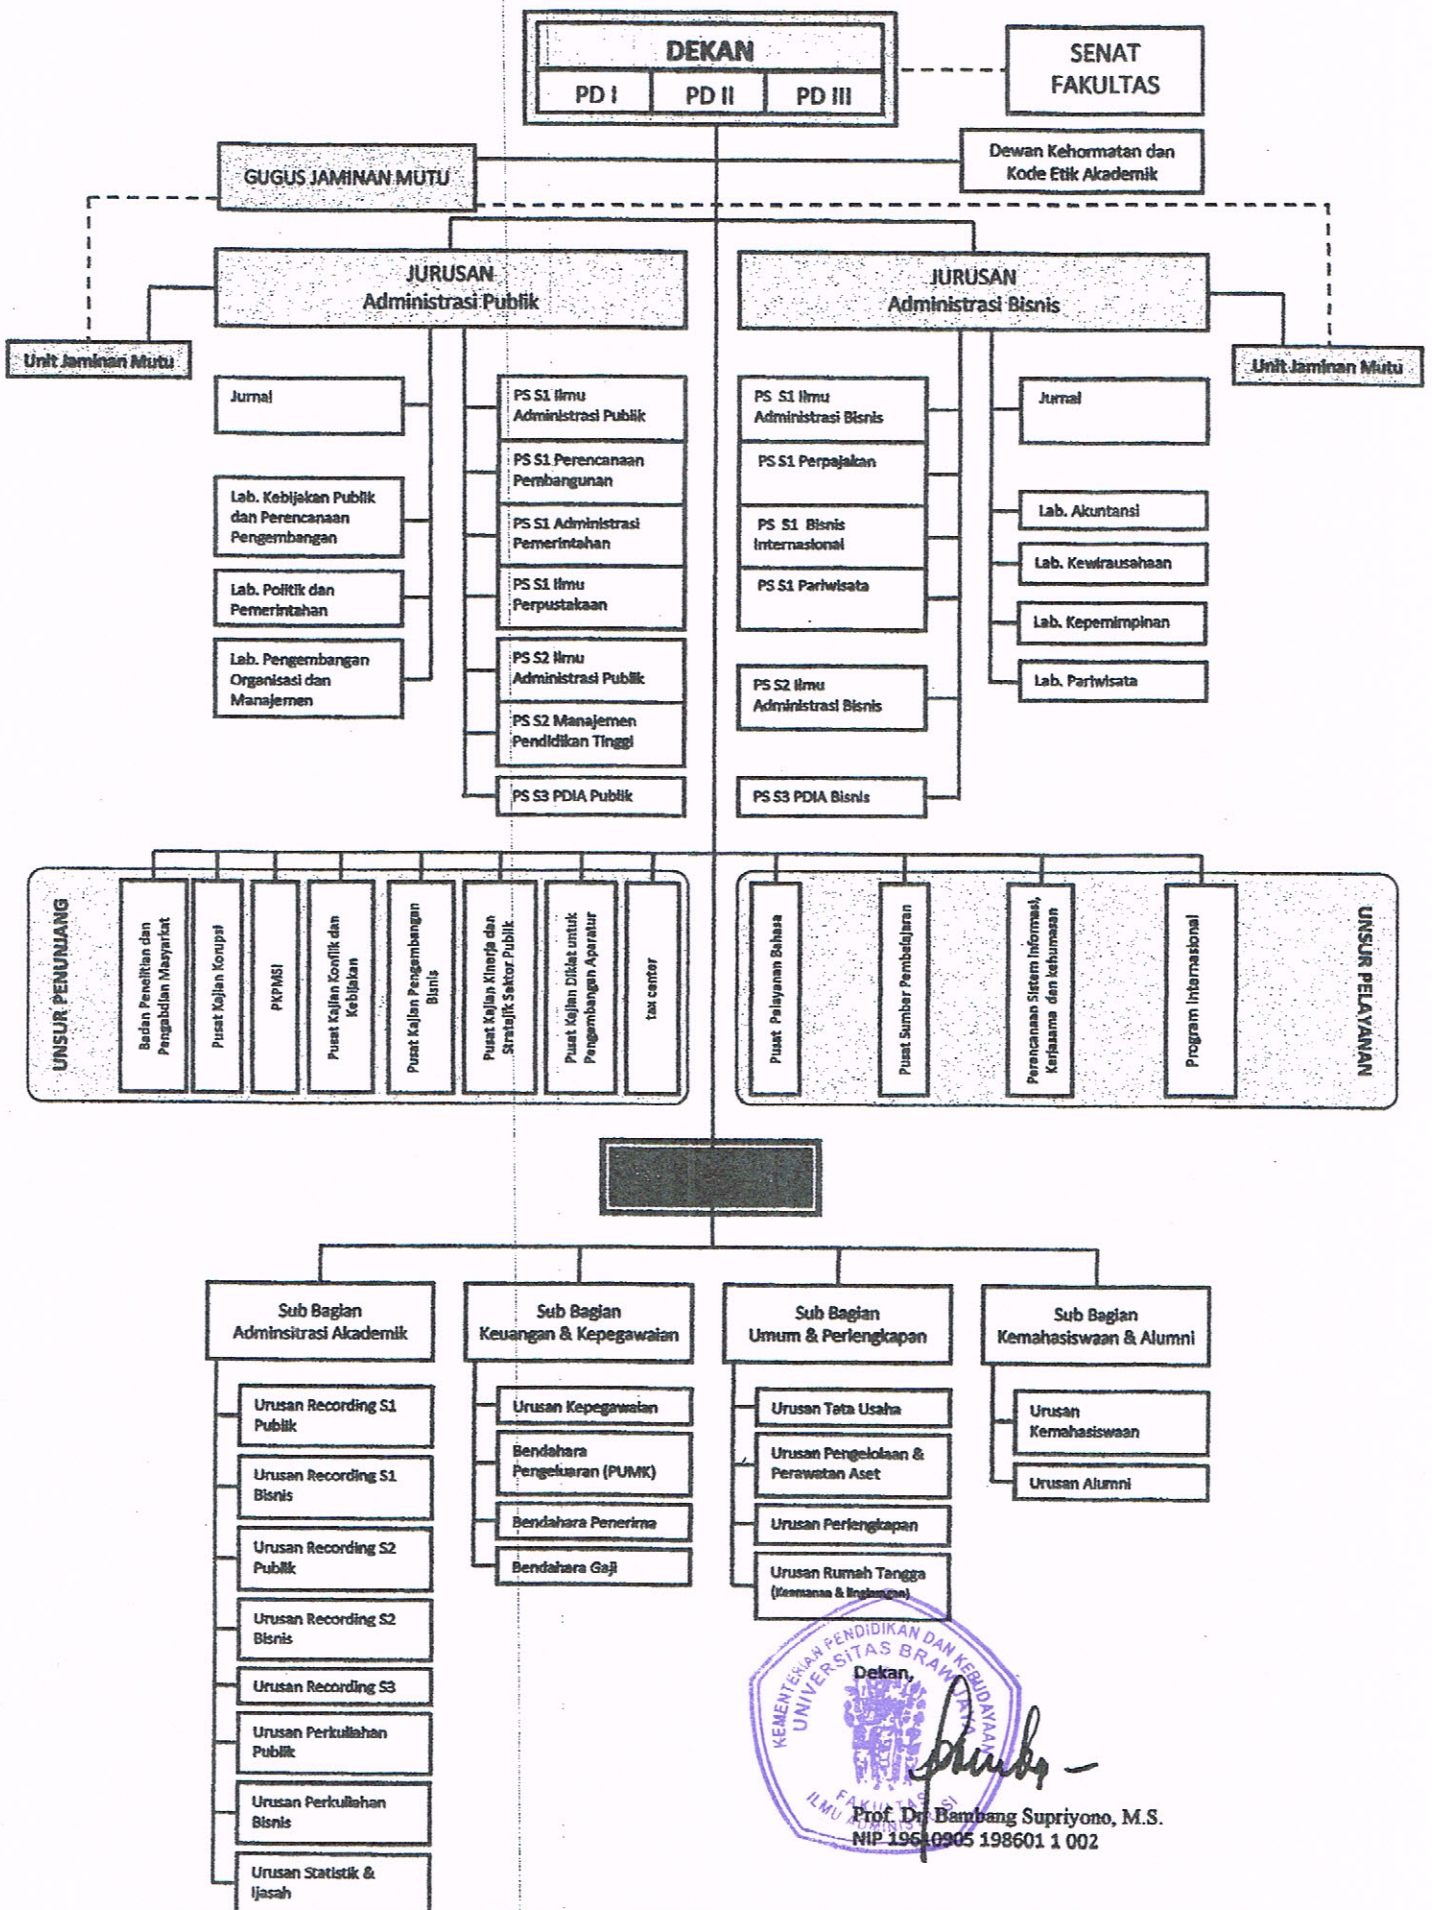 DEKAN
PD I
PD II
PD III
SENAT
FAKULTAS
Dewan Kehormatan dan
Kode Etik Akademik
GUGUS JAMINAN MUTU
JURUSAN
Administrasi Publik
JURUSAN
Administrasi Bisnis
Unit Jaminan Mutu
Unit Jaminan Mutu
Jurnal
Lab. Kebijakan Publik
dan Perencanaan
Pengembangan
Lab. Politik dan
Pemerintahan
Lab. Pengembangan
Organisasi dan
Manajemen
PS S1 Ilmu
Administrasi Publik
PS S1 Perencanaan
Pembangunan
PS S1 Administrasi
Pemerintahan
PS S1 Ilmu
Perpustakaan
PS S2 Ilmu
Administrasi Publik
PS S2 Manajemen
Pendidikan Tinggi
PS S3 PDIA Publik
PS S1 Ilmu
Administrasi Bisnis
PS S1 Perpajakan
PS S1 Bisnis
Internasional
PS S1 Pariwisata
PS S2 Ilmu
Administrasi Bisnis
PS S3 PDIA Bisnis
Jurnal
Lab. Akuntansi
Lab. Kewirausahaan
Lab. Kepemimpinan
Lab. Pariwisata
UNSUR PENUNJANG
Badan Penelitian dan
Pengabdian Masyarkat
Pusat Kajian Korupsi
PKPMSI
Pusat Kajian Konflik dan
Kebijakan
Pusat Kajian Pengembangan
Bisnis
Pusat Kajian Kinerja dan
Stratejik Sektor Publik
Pusat Kajian Diklat untuk
Pengembangan Aparatur
tax center
Pusat Pelayanan Bahasa
Pusat Sumber Pembelajaran
Perencanaan Sistem Informasi,
Kerjasama dan kehumasan
Program Internasional
UNSUR PELAYANAN
Sub Bagian
Adminsitrasi Akademik
Sub Bagian
Keuangan & Kepegawaian
Sub Bagian
Umum & Perlengkapan
Sub Bagian
Kemahasiswaan & Alumni
Urusan Recording S1
Publik
Urusan Recording S1
Bisnis
Urusan Recording S2
Publik
Urusan Recording S2
Bisnis
Urusan Recording S3
Urusan Perkuliahan
Publik
Urusan Perkuliahan
Bisnis
Urusan Statistik &
Ijasah
Urusan Kepegawaian
Bendahara
Pengeluaran (PUMK)
Bendahara Penerima
Bendahara Gaji
Urusan Tata Usaha
Urusan Pengelolaan &
Perawatan Aset
Urusan Perlengkapan
Urusan Rumah Tangga
(Keamanan & lingkungan)
Urusan
Kemahasiswaan
Urusan Alumni
KEMENTERIAN PENDIDIKAN DAN KEBUDAYAAN
UNIVERSITAS BRAWIJAYA
FAKULTAS
ILMU ADMINISTRASI
Dekan,
Prof. Dr. Bambang Supriyono, M.S.
NIP 19610905 198601 1 002